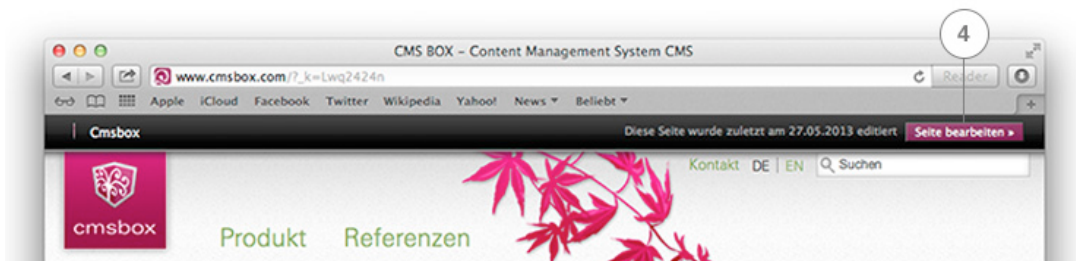 4
CMS BOX – Content Management System CMS
www.cmsbox.com/?_k=Lwq2424n
Reader
Apple iCloud Facebook Twitter Wikipedia Yahoo! News Beliebt
Cmsbox
Diese Seite wurde zuletzt am 27.05.2013 editiert Seite bearbeiten »
Kontakt DE | EN Suchen
cmsbox
Produkt Referenzen